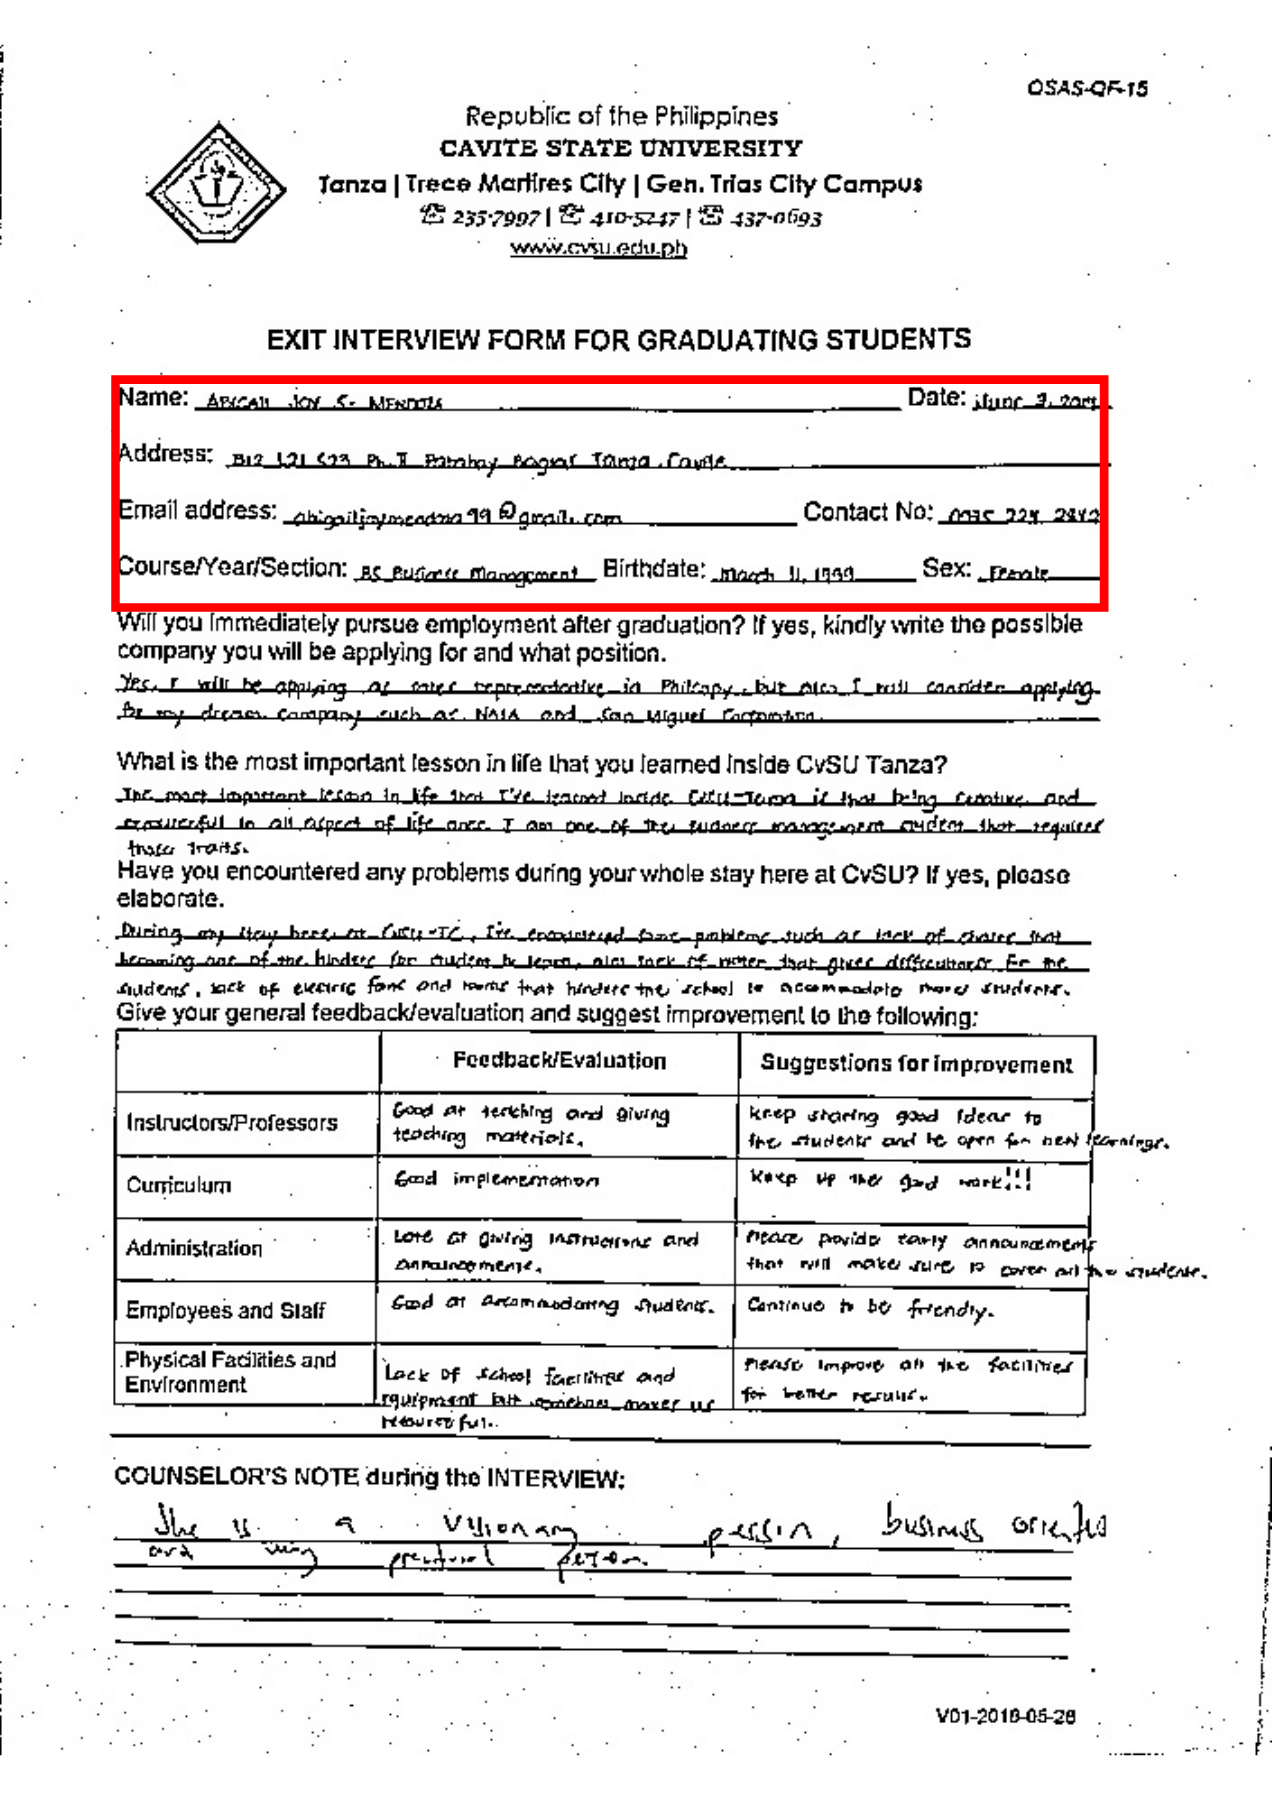 OSAS-QF-15
Republic of the Philippines
CAVITE STATE UNIVERSITY
Tanza | Trece Martires City | Gen. Trias City Campus
☎ 235-7997 | ☎ 410-5247 | ☎ 437-0693
www.cvsu.edu.ph
EXIT INTERVIEW FORM FOR GRADUATING STUDENTS
Name: ABIGAIL JOY S. MENDOZA Date: June 3,
Address: B12 L21 Ph. II Pabahay Bagtas Tanza, Cavite
Email address: abigailjoymendoza99@gmail.com Contact No:
Course/Year/Section: BS Business Management Birthdate: March 11, 1999 Sex: Female
Will you immediately pursue employment after graduation? If yes, kindly write the possible
company you will be applying for and what position.
Yes, I will be applying as sales representative in Philcopy, but also I will consider applying
for my dream company such as NAIA and San Miguel Corporation.
What is the most important lesson in life that you learned inside CvSU Tanza?
The most important lesson in life that I've learned inside CvSU-Tanza is that being creative and
resourceful in all aspect of life since I am one of the business management student that requires
those traits.
Have you encountered any problems during your whole stay here at CvSU? If yes, please
elaborate.
During my stay here at CvSU-TC, I've encountered some problems such as lack of chairs that
becoming one of the hinders for student to learn, also lack of water that gives for the
students, lack of electric fans and rooms that hinders the school to accommodate more students.
Give your general feedback/evaluation and suggest improvement to the following:
Feedback/Evaluation Suggestions for improvement
Instructors/Professors Good at teaching and giving teaching materials. Keep sharing good ideas to the students and be open for new learnings.
Curriculum Good implementation Keep up the good work!!!
Administration Late at giving instructions and announcements. Please provide early announcements that will make sure to cover all the students.
Employees and Staff Good at accommodating students. Continue to be friendly.
Physical Facilities and Environment Lack of school facilities and equipment but somehow makes us resourceful. Please improve all the facilities for better results.
COUNSELOR'S NOTE during the INTERVIEW:
She is a visionary person, business oriented
and very practical person.
V01-2018-05-28